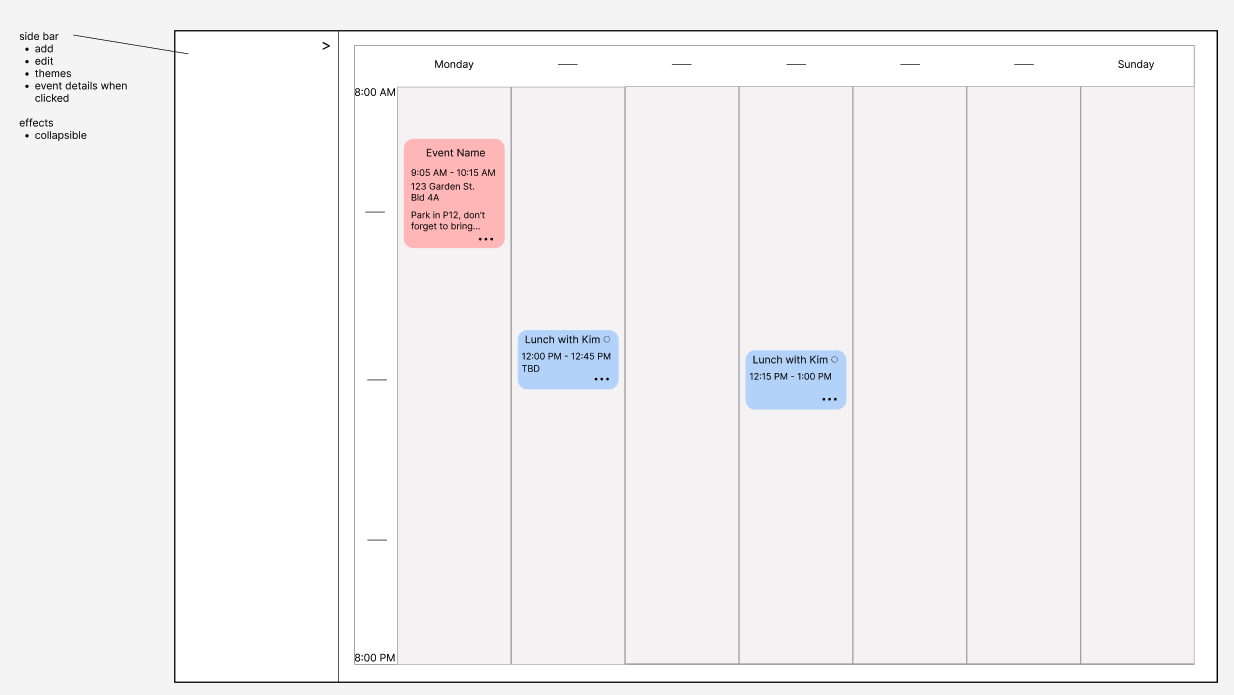 side bar
• add
• edit
• themes
• event details when
clicked
effects
• collapsible
>
Monday
Sunday
8:00 AM
Event Name
9:05 AM - 10:15 AM
123 Garden St.
Bld 4A
Park in P12, don't
forget to bring...
•••
Lunch with Kim ○
12:00 PM - 12:45 PM
TBD
•••
Lunch with Kim ○
12:15 PM - 1:00 PM
•••
8:00 PM